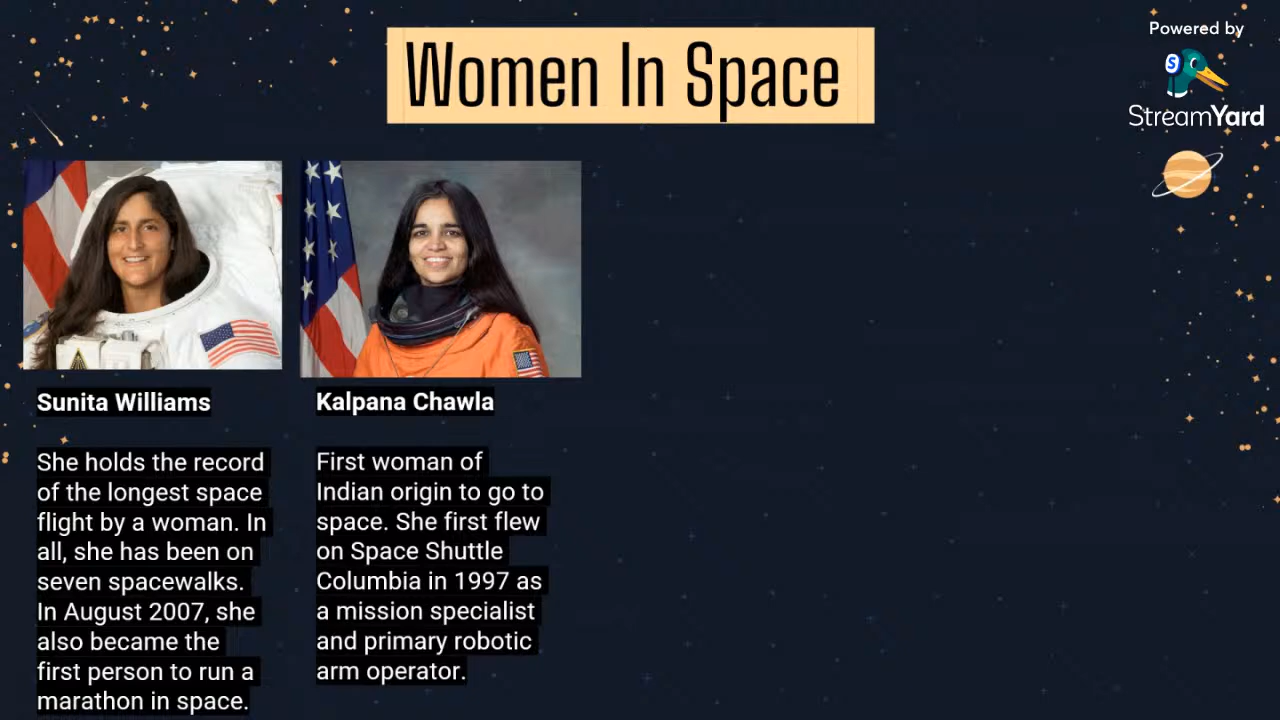 Women In Space
Powered by
S
StreamYard
Sunita Williams
She holds the record
of the longest space
flight by a woman. In
all, she has been on
seven spacewalks.
In August 2007, she
also became the
first person to run a
marathon in space.
Kalpana Chawla
First woman of
Indian origin to go to
space. She first flew
on Space Shuttle
Columbia in 1997 as
a mission specialist
and primary robotic
arm operator.